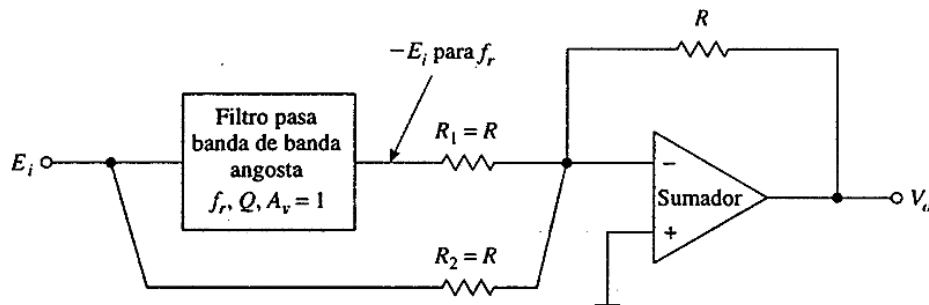 R
−E_i para f_r
Filtro pasa
banda de banda
angosta
f_r, Q, A_v = 1
E_i
R_1 = R
−
Sumador
+
V_o
R_2 = R